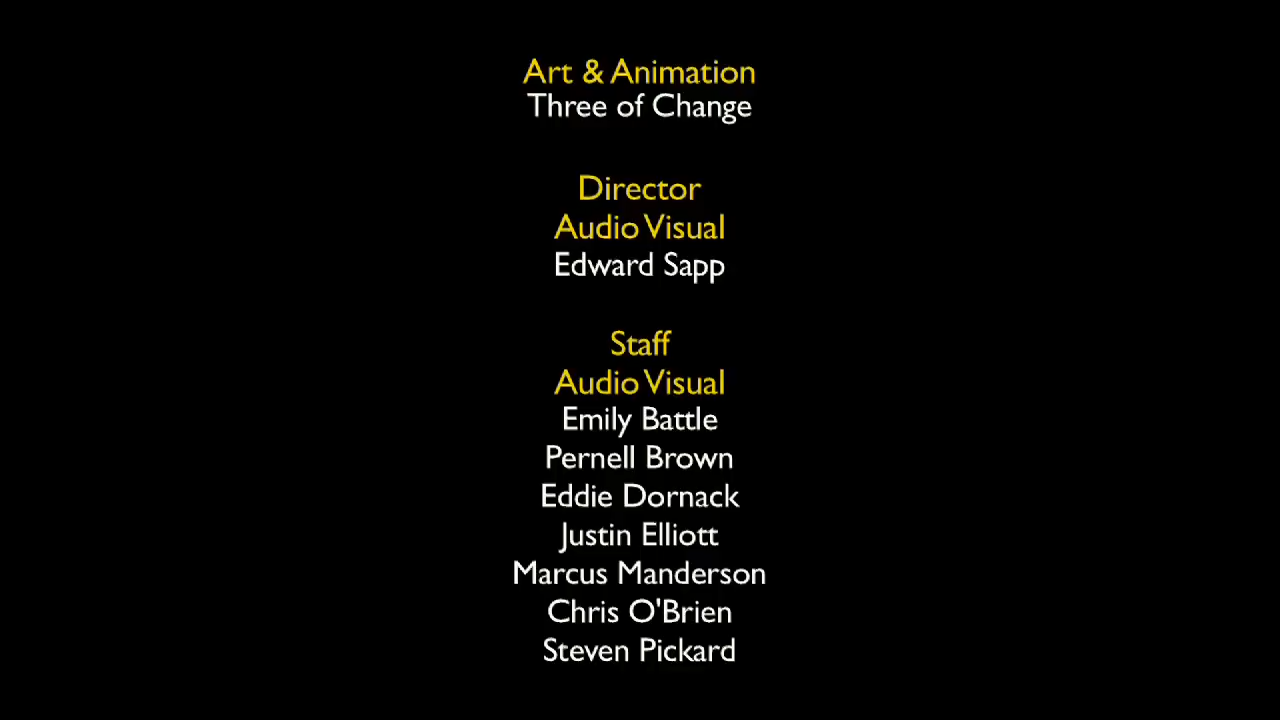 Art & Animation
Three of Change
Director
Audio Visual
Edward Sapp
Staff
Audio Visual
Emily Battle
Pernell Brown
Eddie Dornack
Justin Elliott
Marcus Manderson
Chris O'Brien
Steven Pickard